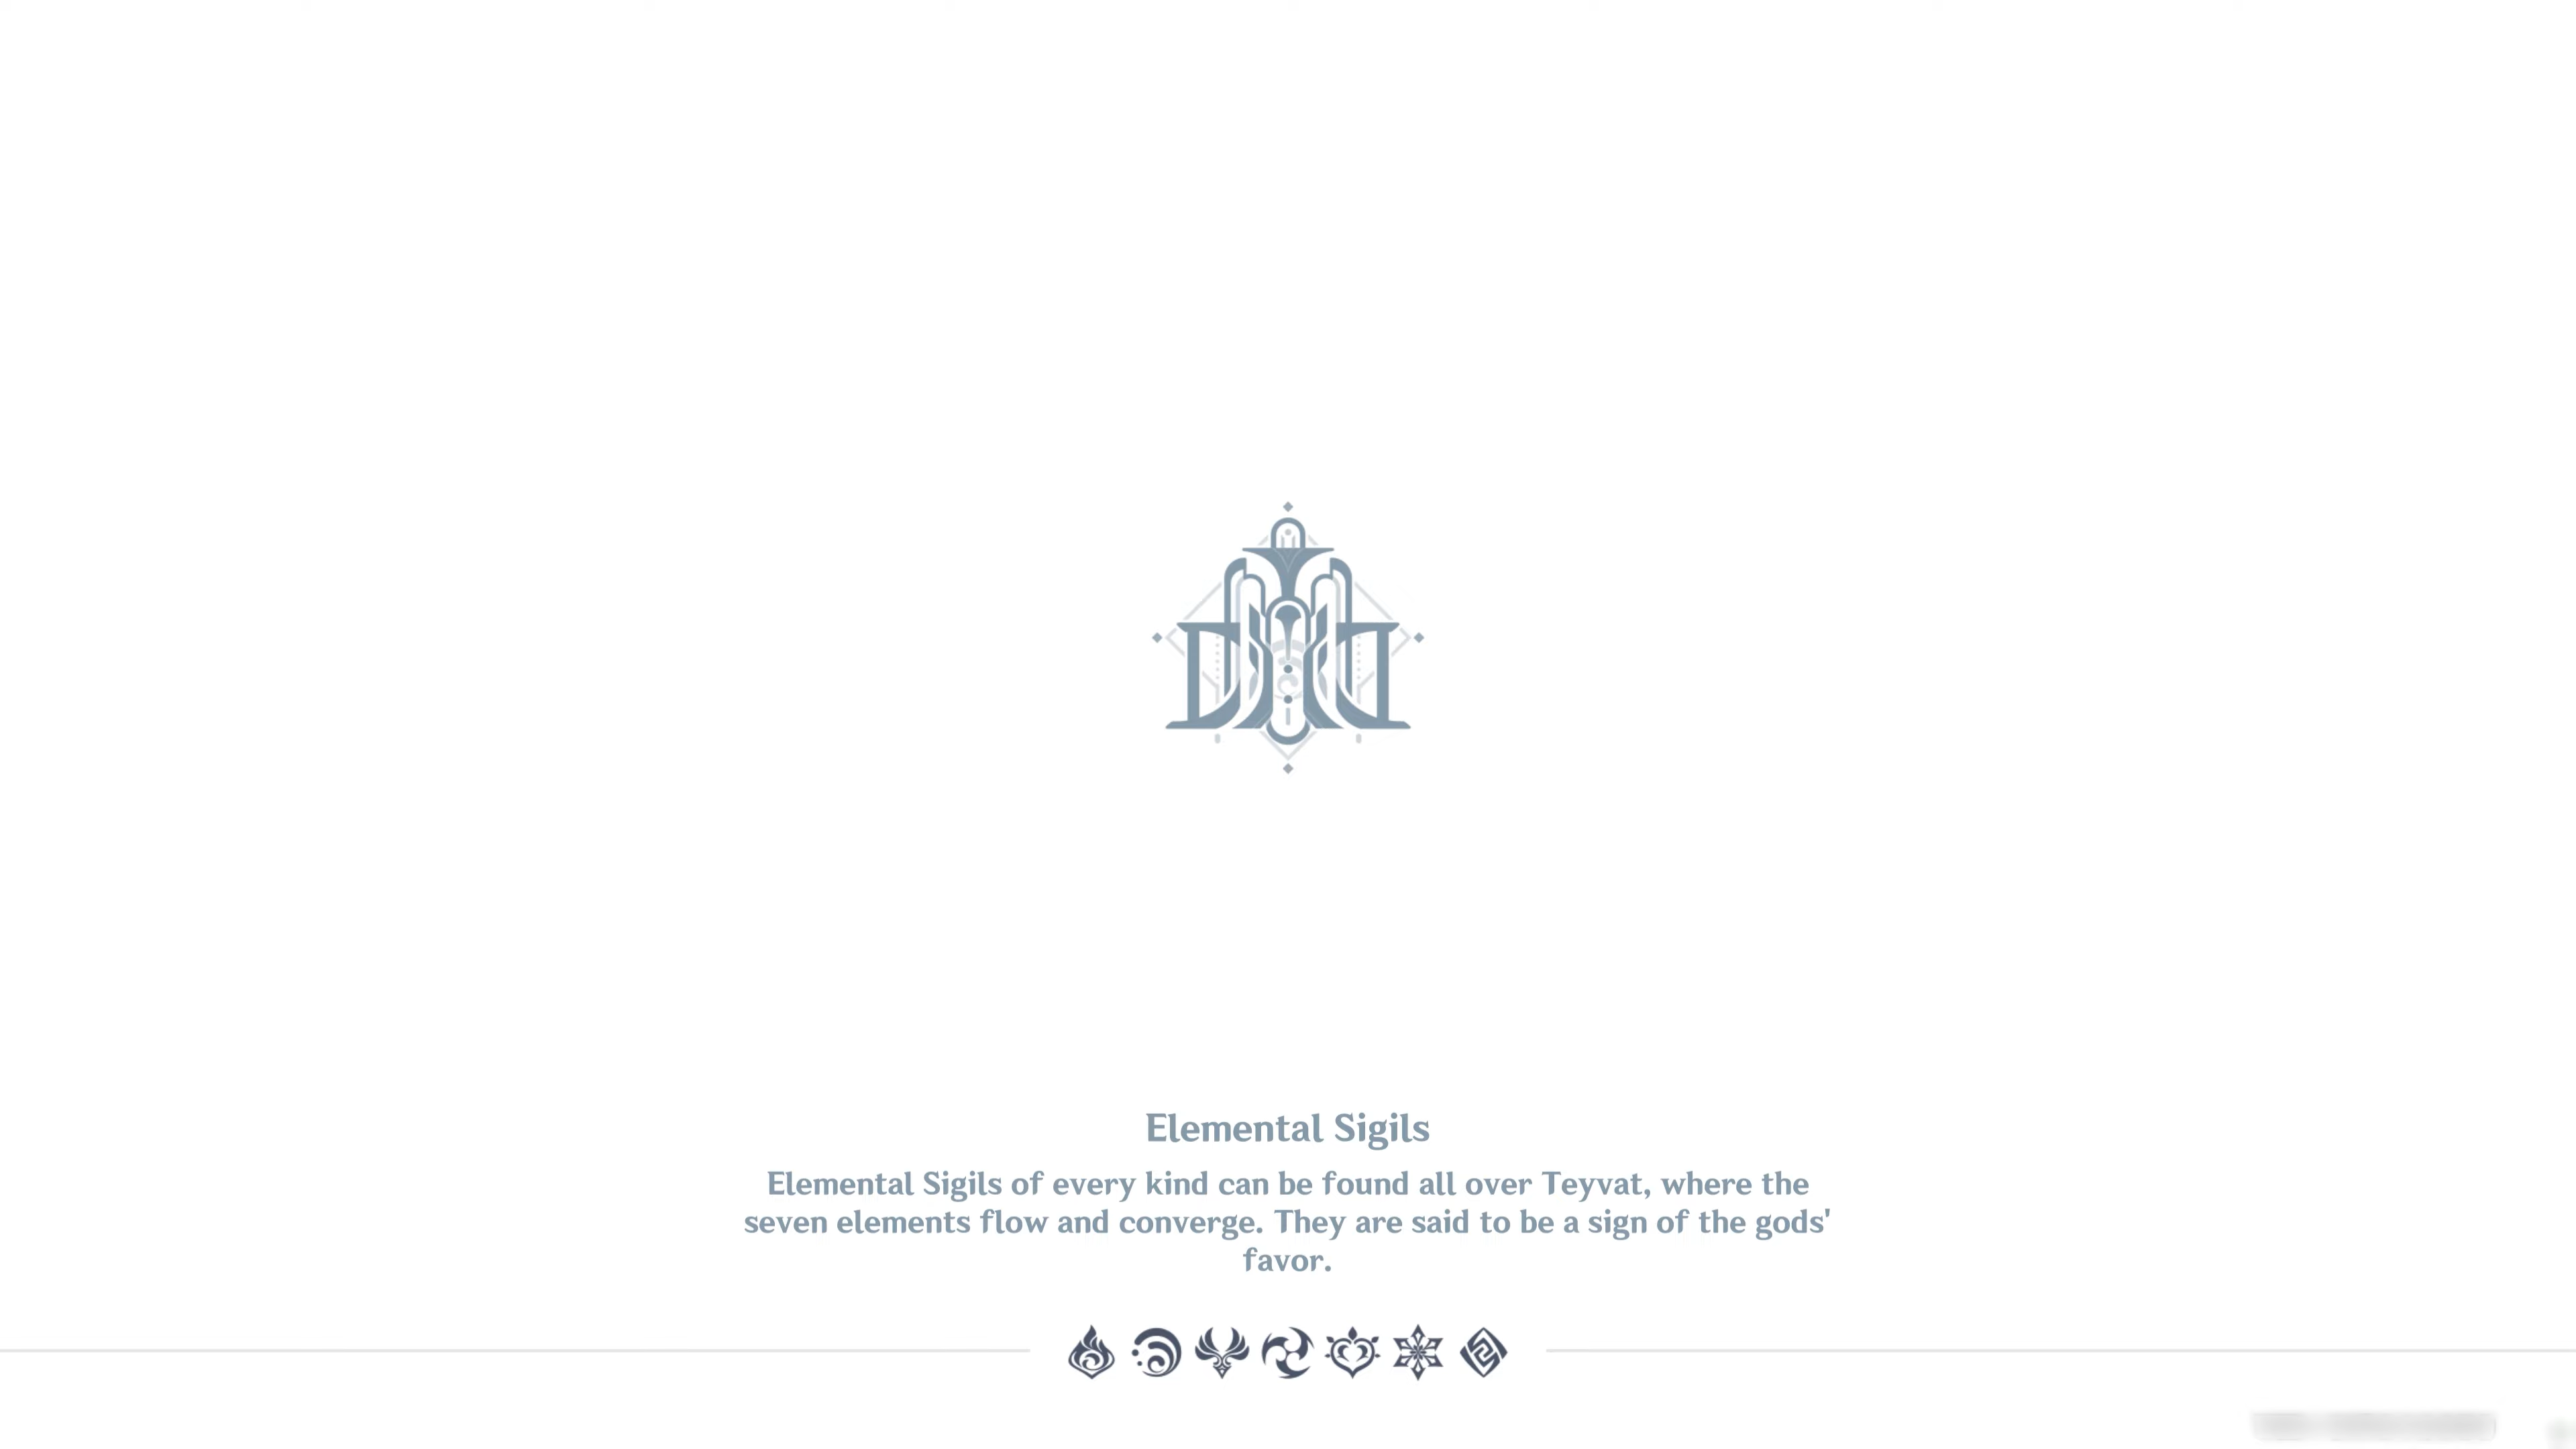 Elemental Sigils
Elemental Sigils of every kind can be found all over Teyvat, where the
seven elements flow and converge. They are said to be a sign of the gods'
favor.